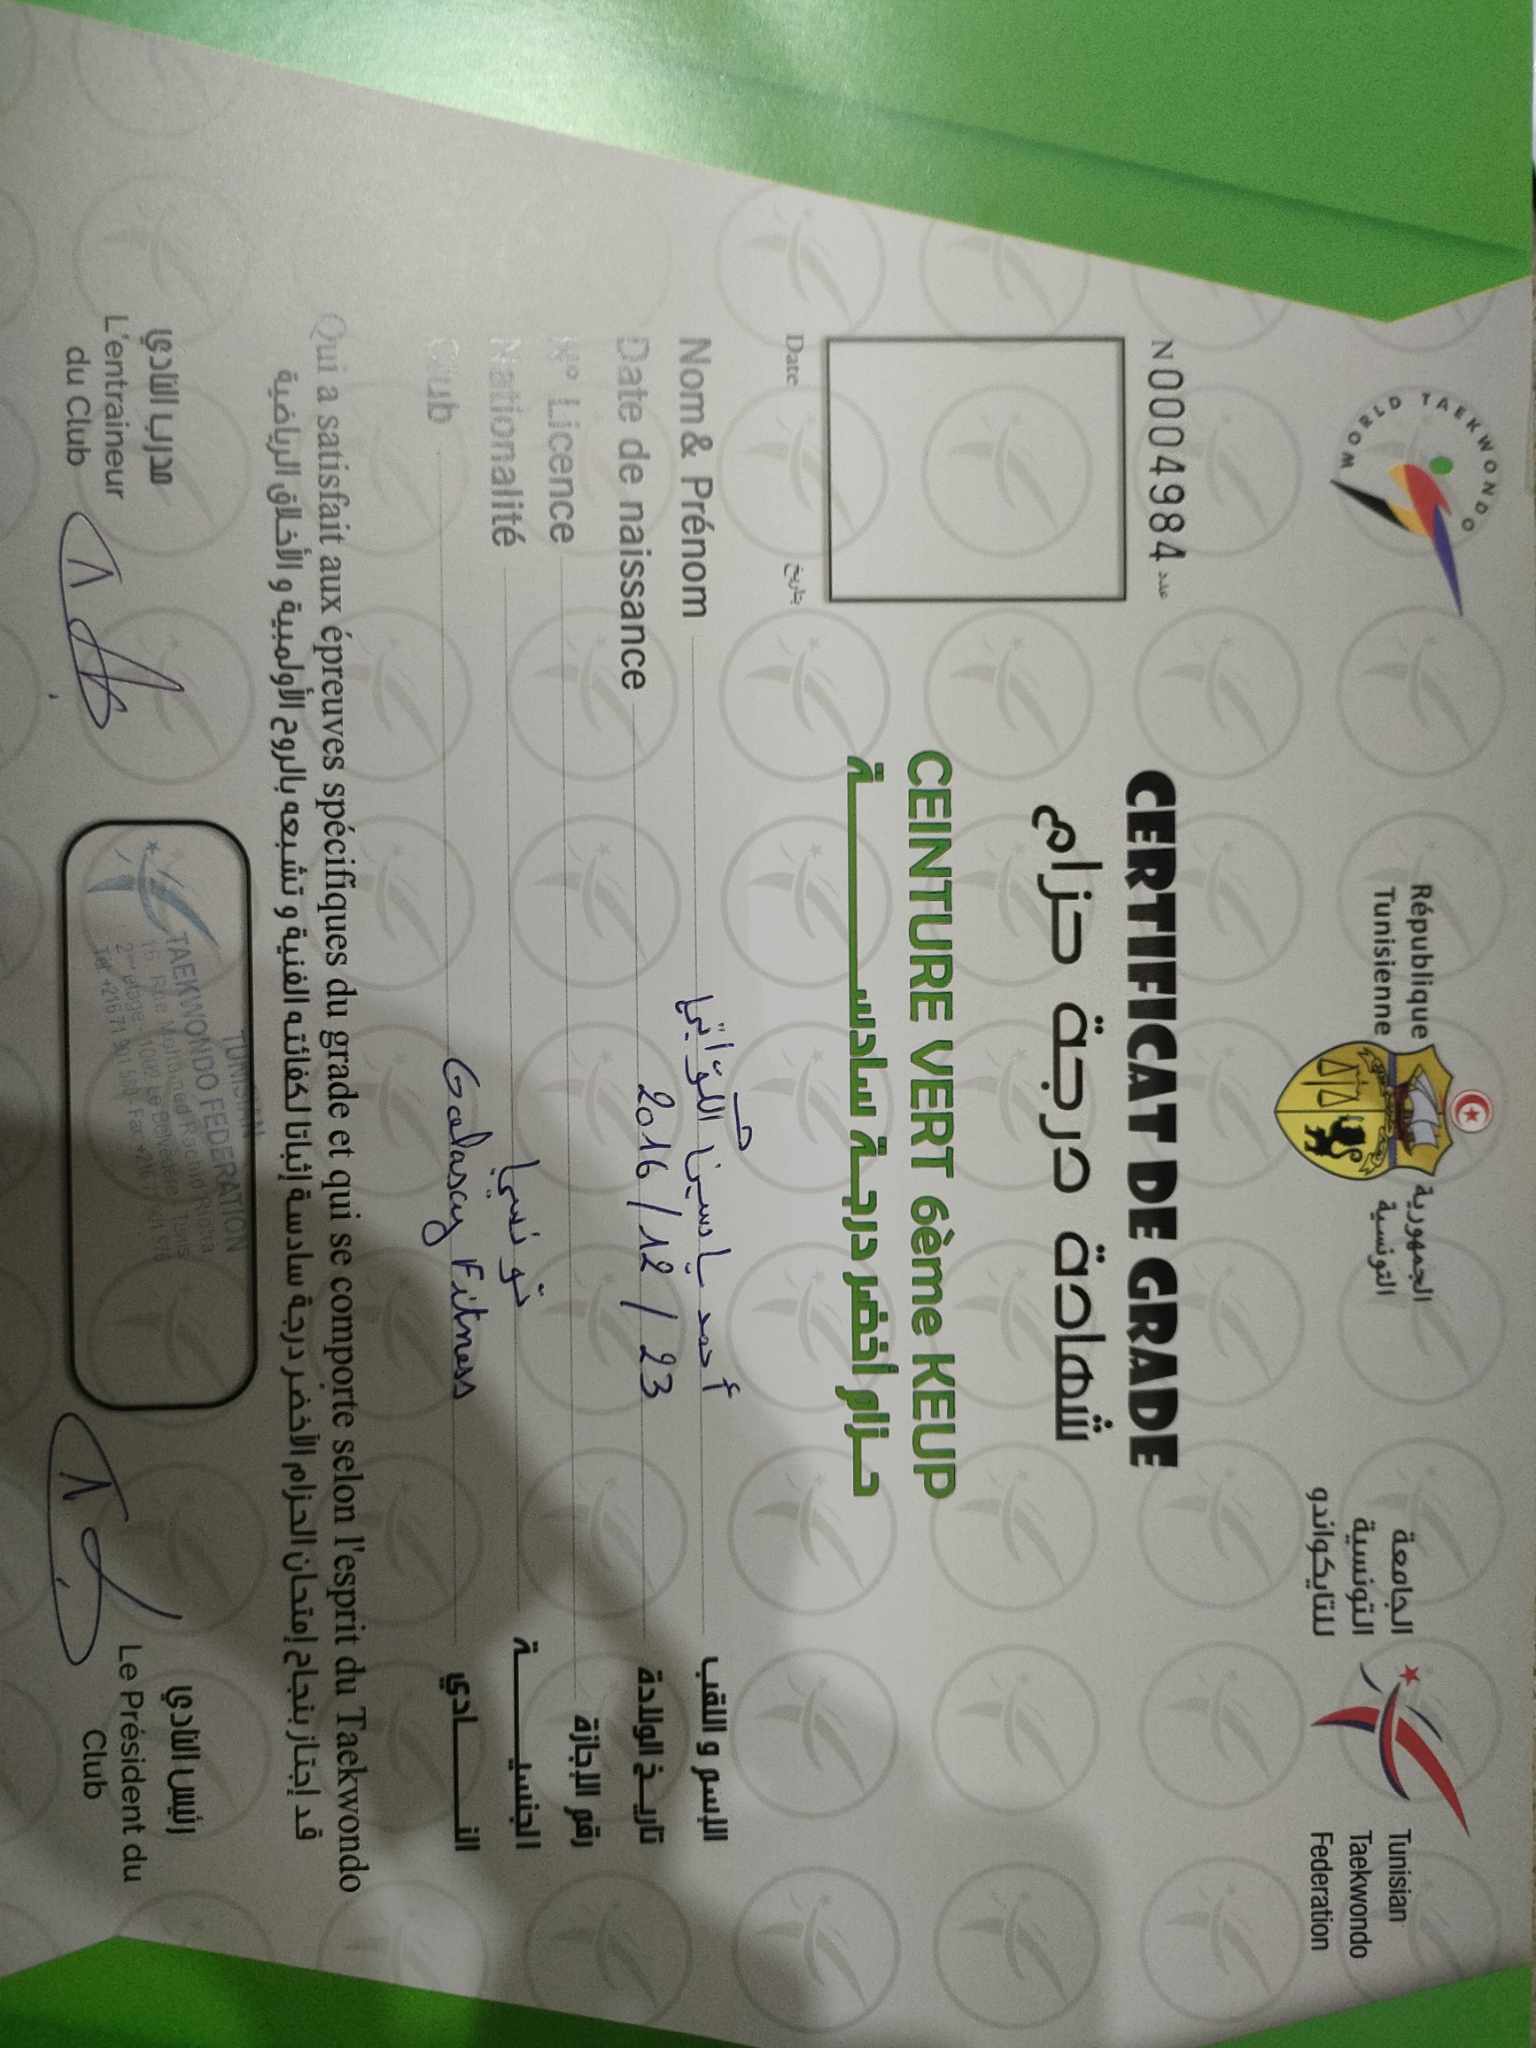 WORLD TAEKWONDO
République
Tunisienne
الجمهورية
التونسية
الجامعة
التونسية
للتايكواندو
Tunisian
Taekwondo
Federation
N 00004984 عدد
CERTIFICAT DE GRADE
شهادة درجة حزام
CEINTURE VERT 6ème KEUP
حزام أخضر درجة سادسة
Date بتاريخ
Nom & Prénom أحمد ياسين الإسم و اللقب
Date de naissance 2016/12/23 تاريخ الولادة
N° Licence رقم الإجازة
Nationalité الجنسية
Club Galascy Fitness النادي
Qui a satisfait aux épreuves spécifiques du grade et qui se comporte selon l'esprit du Taekwondo
قد إجتاز بنجاح إمتحان الحزام الأخضر درجة سادسة إثباتا لكفائته الفنية و تشبعه بالروح الأولمبية و الأخلاق الرياضية
مدرب النادي
L'entraineur
du Club
TUNISIAN
TAEKWONDO FEDERATION
رئيس النادي
Le Président du
Club